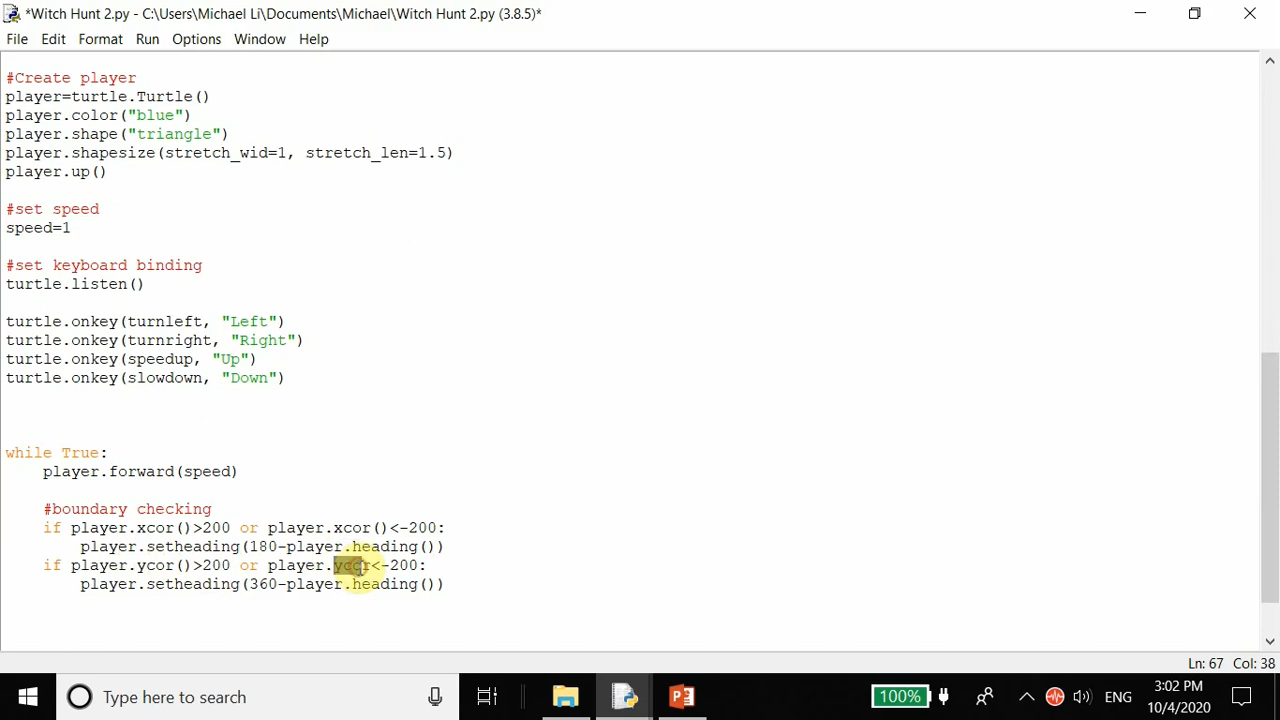 *Witch Hunt 2.py - C:\Users\Michael Li\Documents\Michael\Witch Hunt 2.py (3.8.5)*
File Edit Format Run Options Window Help
#Create player
player=turtle.Turtle()
player.color("blue")
player.shape("triangle")
player.shapesize(stretch_wid=1, stretch_len=1.5)
player.up()
#set speed
speed=1
#set keyboard binding
turtle.listen()
turtle.onkey(turnleft, "Left")
turtle.onkey(turnright, "Right")
turtle.onkey(speedup, "Up")
turtle.onkey(slowdown, "Down")
while True:
player.forward(speed)
#boundary checking
if player.xcor()>200 or player.xcor()<-200:
player.setheading(180-player.heading())
if player.ycor()>200 or player.ycor<-200:
player.setheading(360-player.heading())
Ln: 67 Col: 38
Type here to search
100%
ENG
3:02 PM
10/4/2020